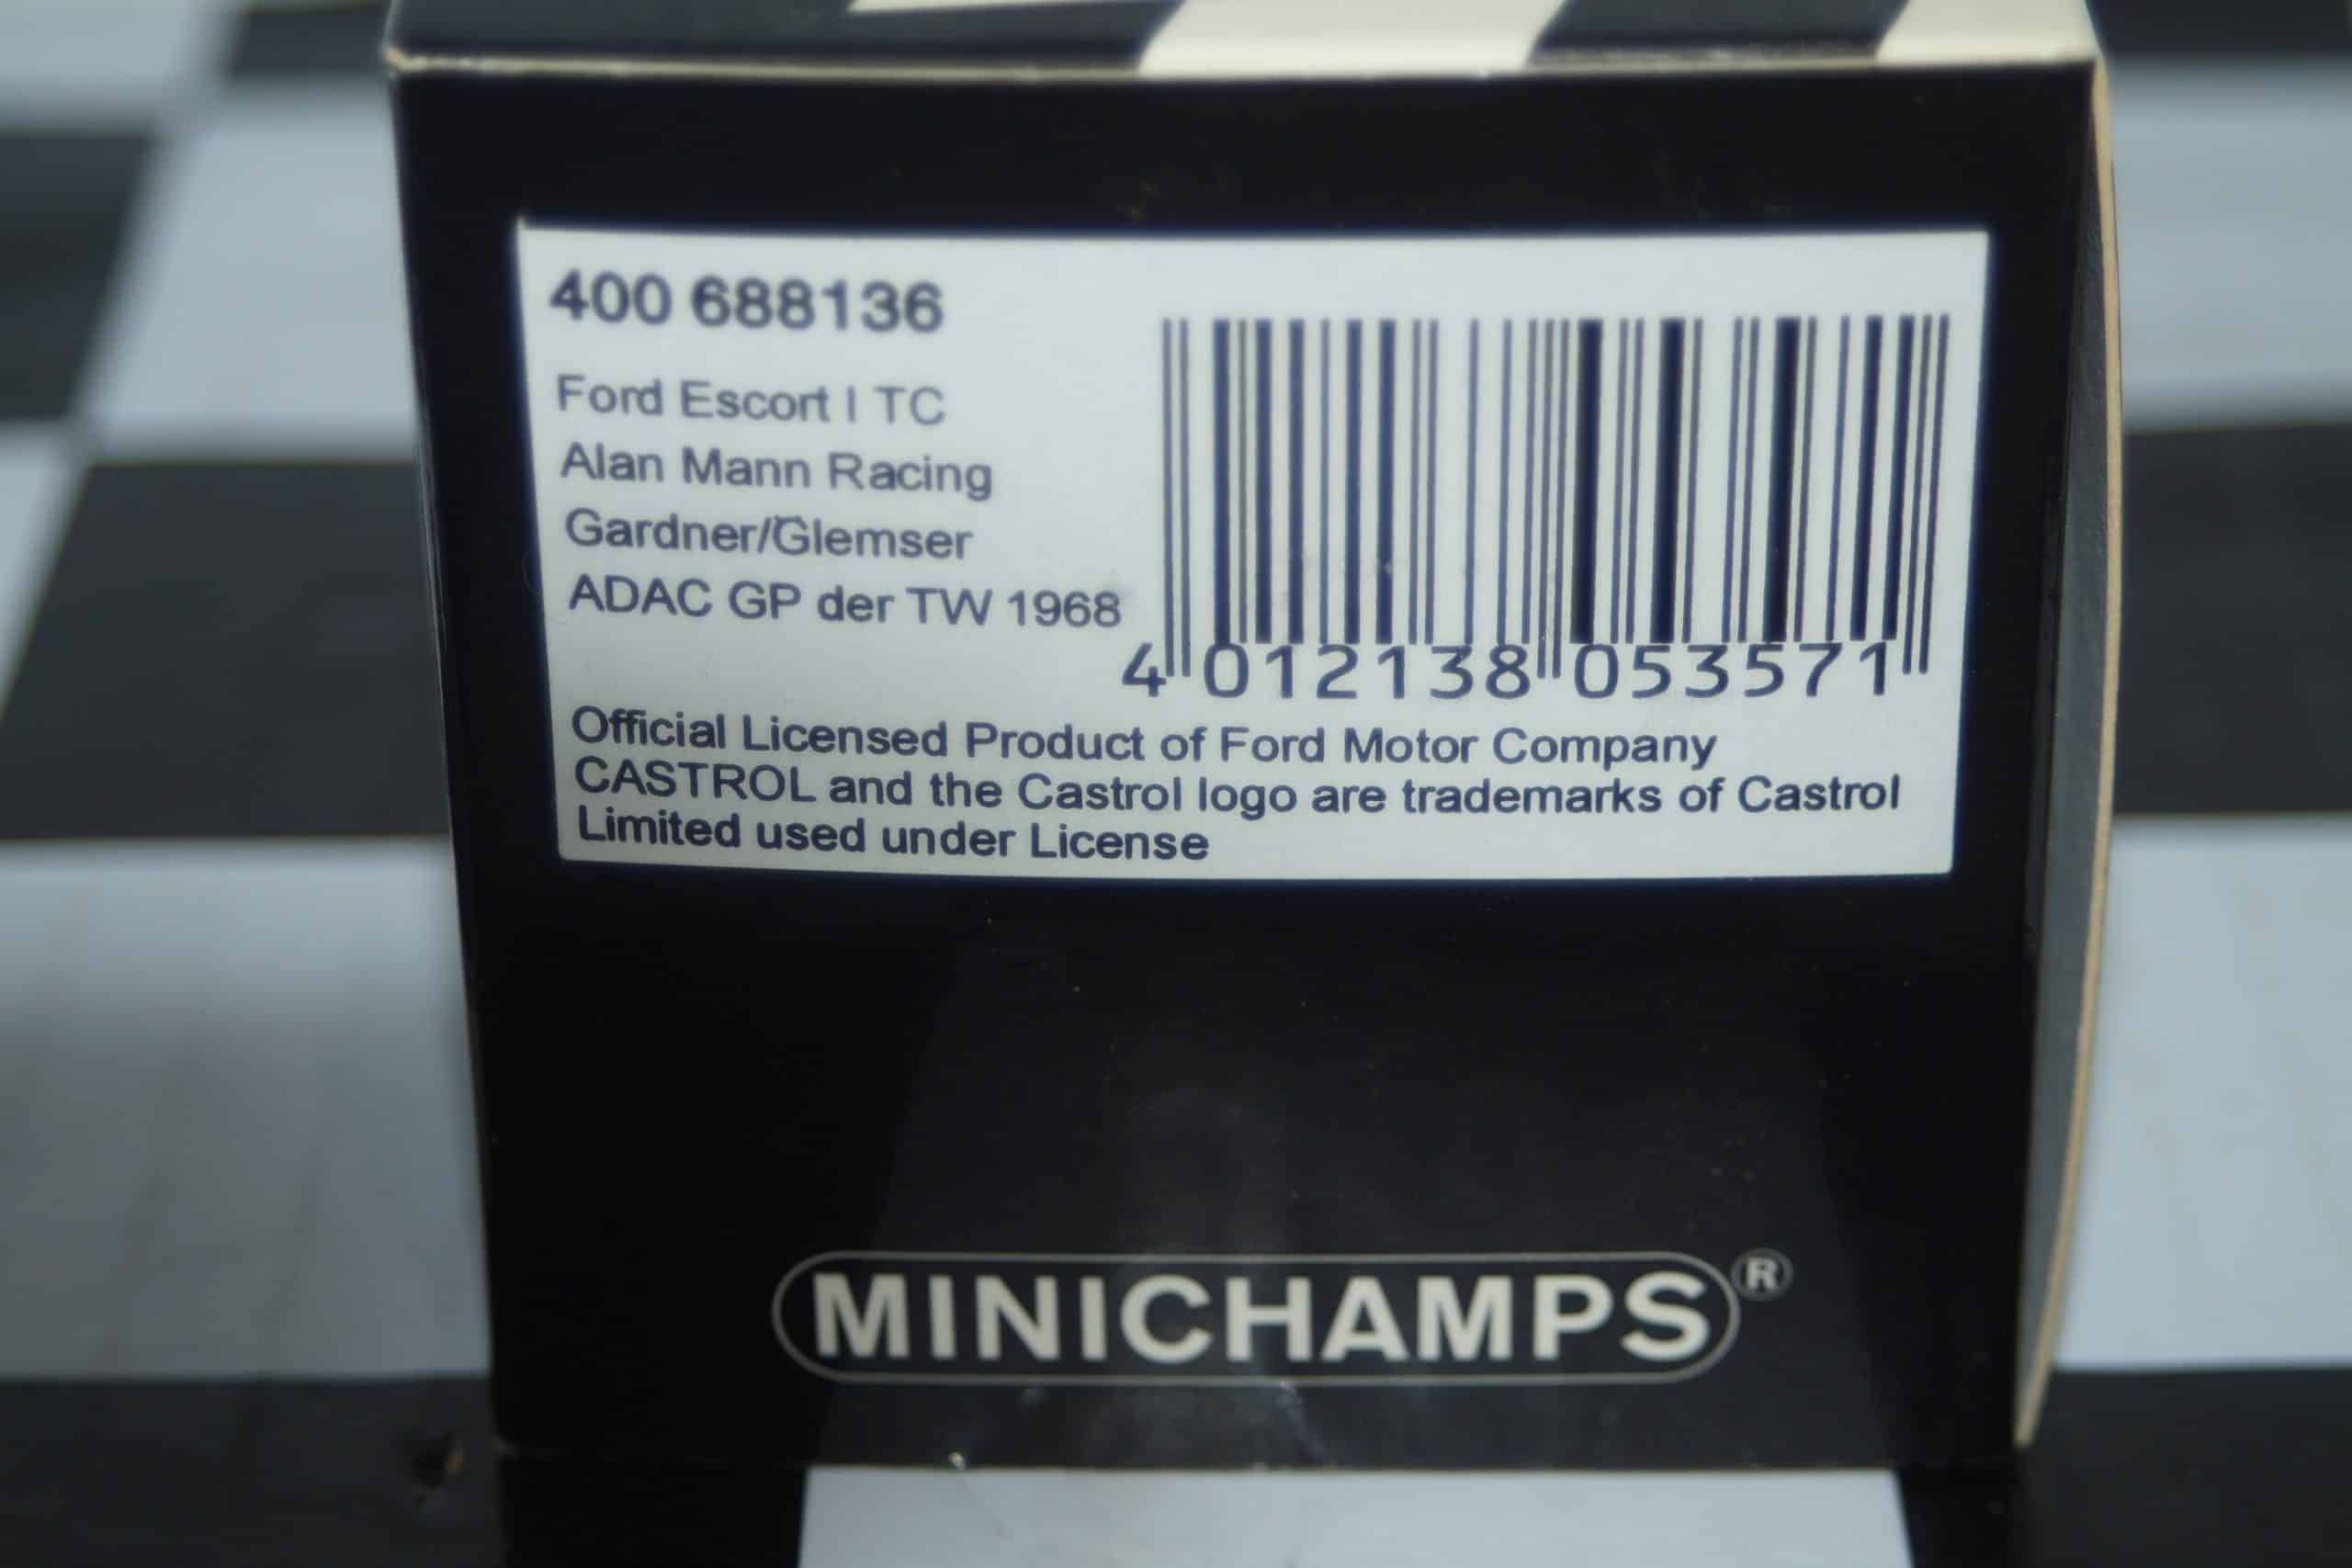 400 688136
Ford Escort I TC
Alan Mann Racing
Gardner/Glemser
ADAC GP der TW 1968
4 012138 053571
Official Licensed Product of Ford Motor Company
CASTROL and the Castrol logo are trademarks of Castrol
Limited used under License
MINICHAMPS®